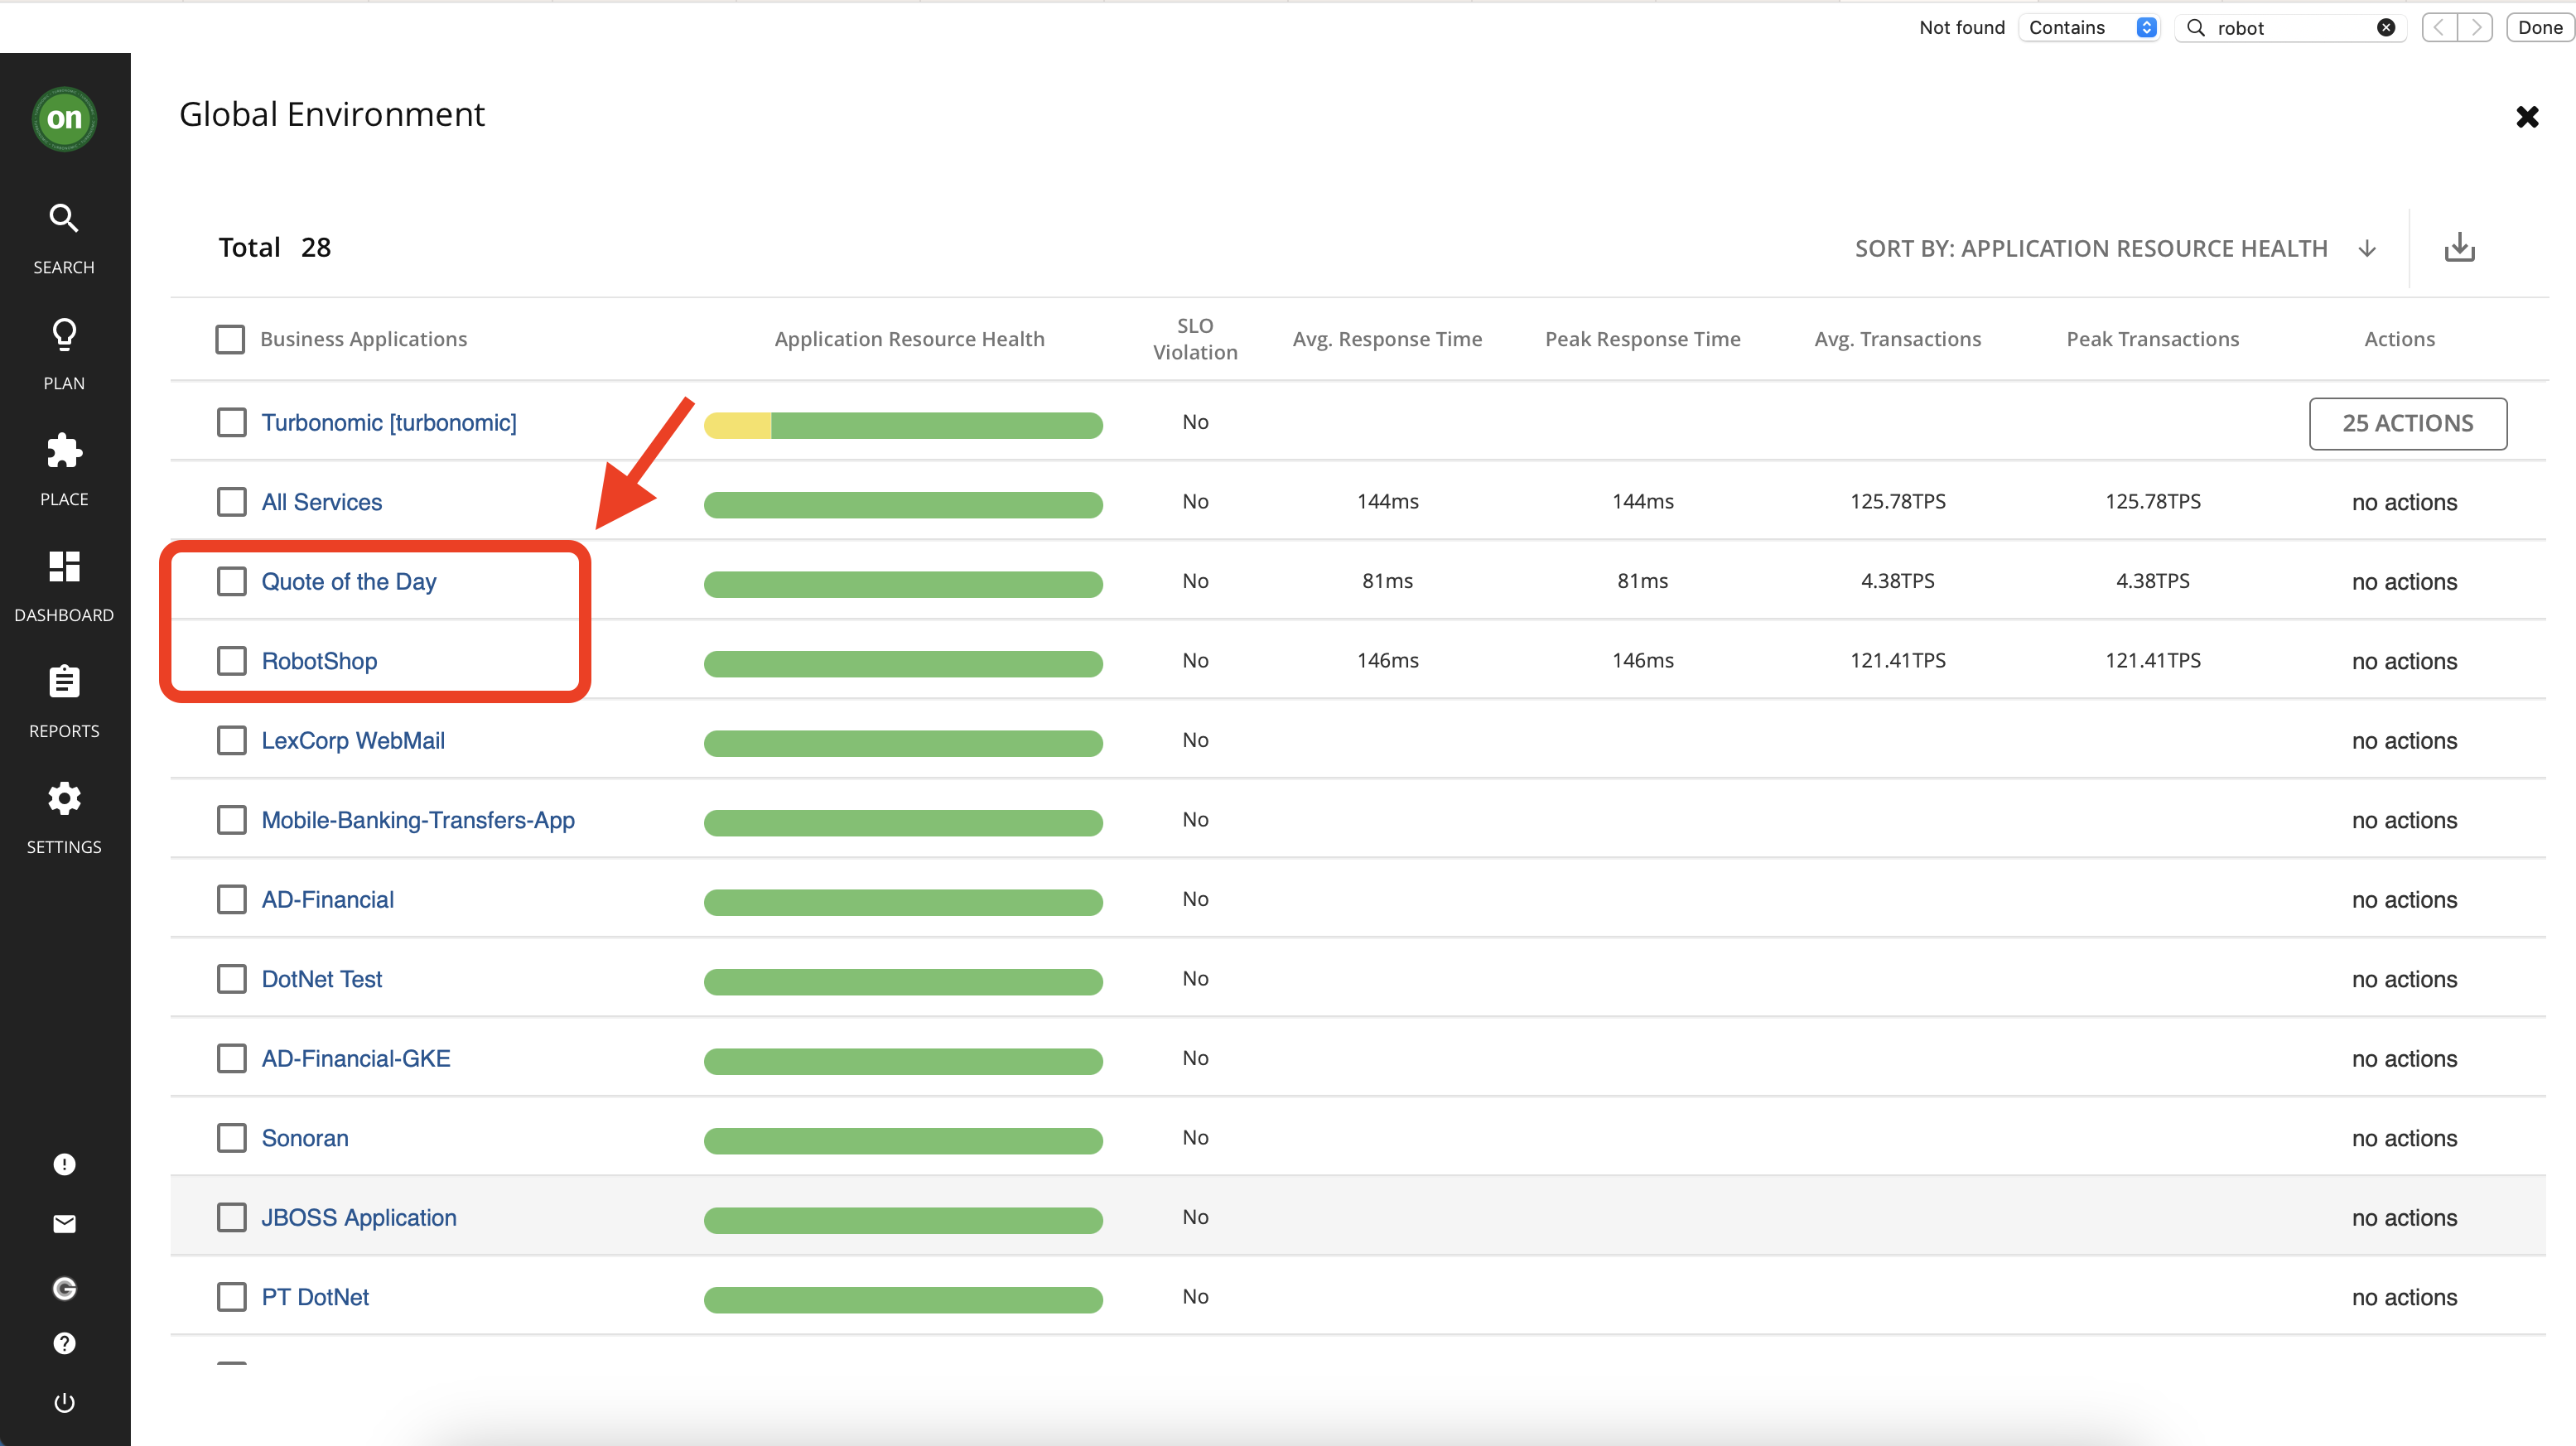 Not found Contains robot Done
on
Global Environment
SEARCH
PLAN
PLACE
DASHBOARD
REPORTS
SETTINGS
Total 28 SORT BY: APPLICATION RESOURCE HEALTH
Business Applications Application Resource Health SLO Violation Avg. Response Time Peak Response Time Avg. Transactions Peak Transactions Actions
Turbonomic [turbonomic] No 25 ACTIONS
All Services No 144ms 144ms 125.78TPS 125.78TPS no actions
Quote of the Day No 81ms 81ms 4.38TPS 4.38TPS no actions
RobotShop No 146ms 146ms 121.41TPS 121.41TPS no actions
LexCorp WebMail No no actions
Mobile-Banking-Transfers-App No no actions
AD-Financial No no actions
DotNet Test No no actions
AD-Financial-GKE No no actions
Sonoran No no actions
JBOSS Application No no actions
PT DotNet No no actions